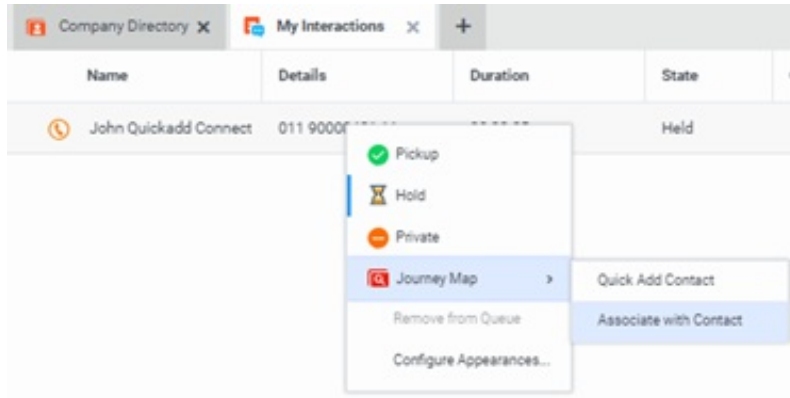 Company Directory
My Interactions
Name Details Duration State
John Quickadd Connect 011 Held
Pickup
Hold
Private
Journey Map
Quick Add Contact
Remove from Queue
Associate with Contact
Configure Appearances...